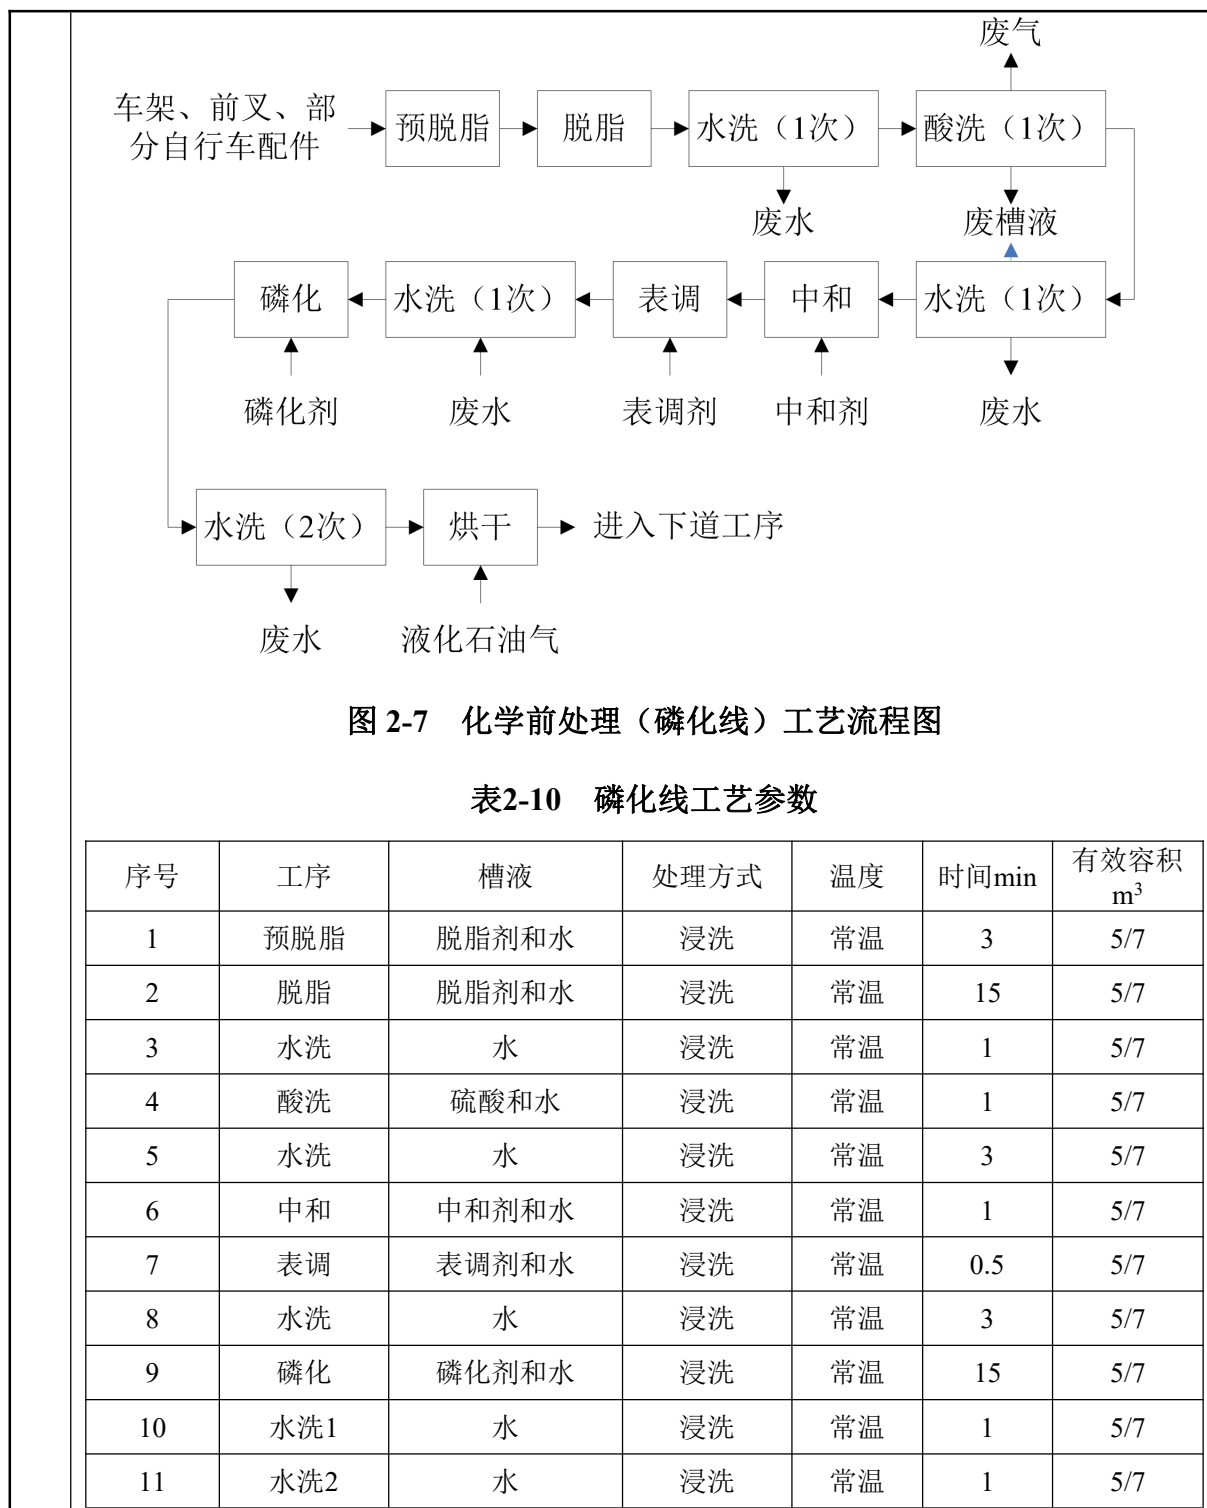 废气
车架、前叉、部
分自行车配件
预脱脂
脱脂
水洗（1次）
酸洗（1次）
废水
废槽液
磷化
水洗（1次）
表调
中和
水洗（1次）
磷化剂
废水
表调剂
中和剂
废水
水洗（2次）
烘干
进入下道工序
废水
液化石油气
图 2-7 化学前处理（磷化线）工艺流程图
表2-10 磷化线工艺参数
序号 工序 槽液 处理方式 温度 时间min 有效容积 m³
1 预脱脂 脱脂剂和水 浸洗 常温 3 5/7
2 脱脂 脱脂剂和水 浸洗 常温 15 5/7
3 水洗 水 浸洗 常温 1 5/7
4 酸洗 硫酸和水 浸洗 常温 1 5/7
5 水洗 水 浸洗 常温 3 5/7
6 中和 中和剂和水 浸洗 常温 1 5/7
7 表调 表调剂和水 浸洗 常温 0.5 5/7
8 水洗 水 浸洗 常温 3 5/7
9 磷化 磷化剂和水 浸洗 常温 15 5/7
10 水洗1 水 浸洗 常温 1 5/7
11 水洗2 水 浸洗 常温 1 5/7